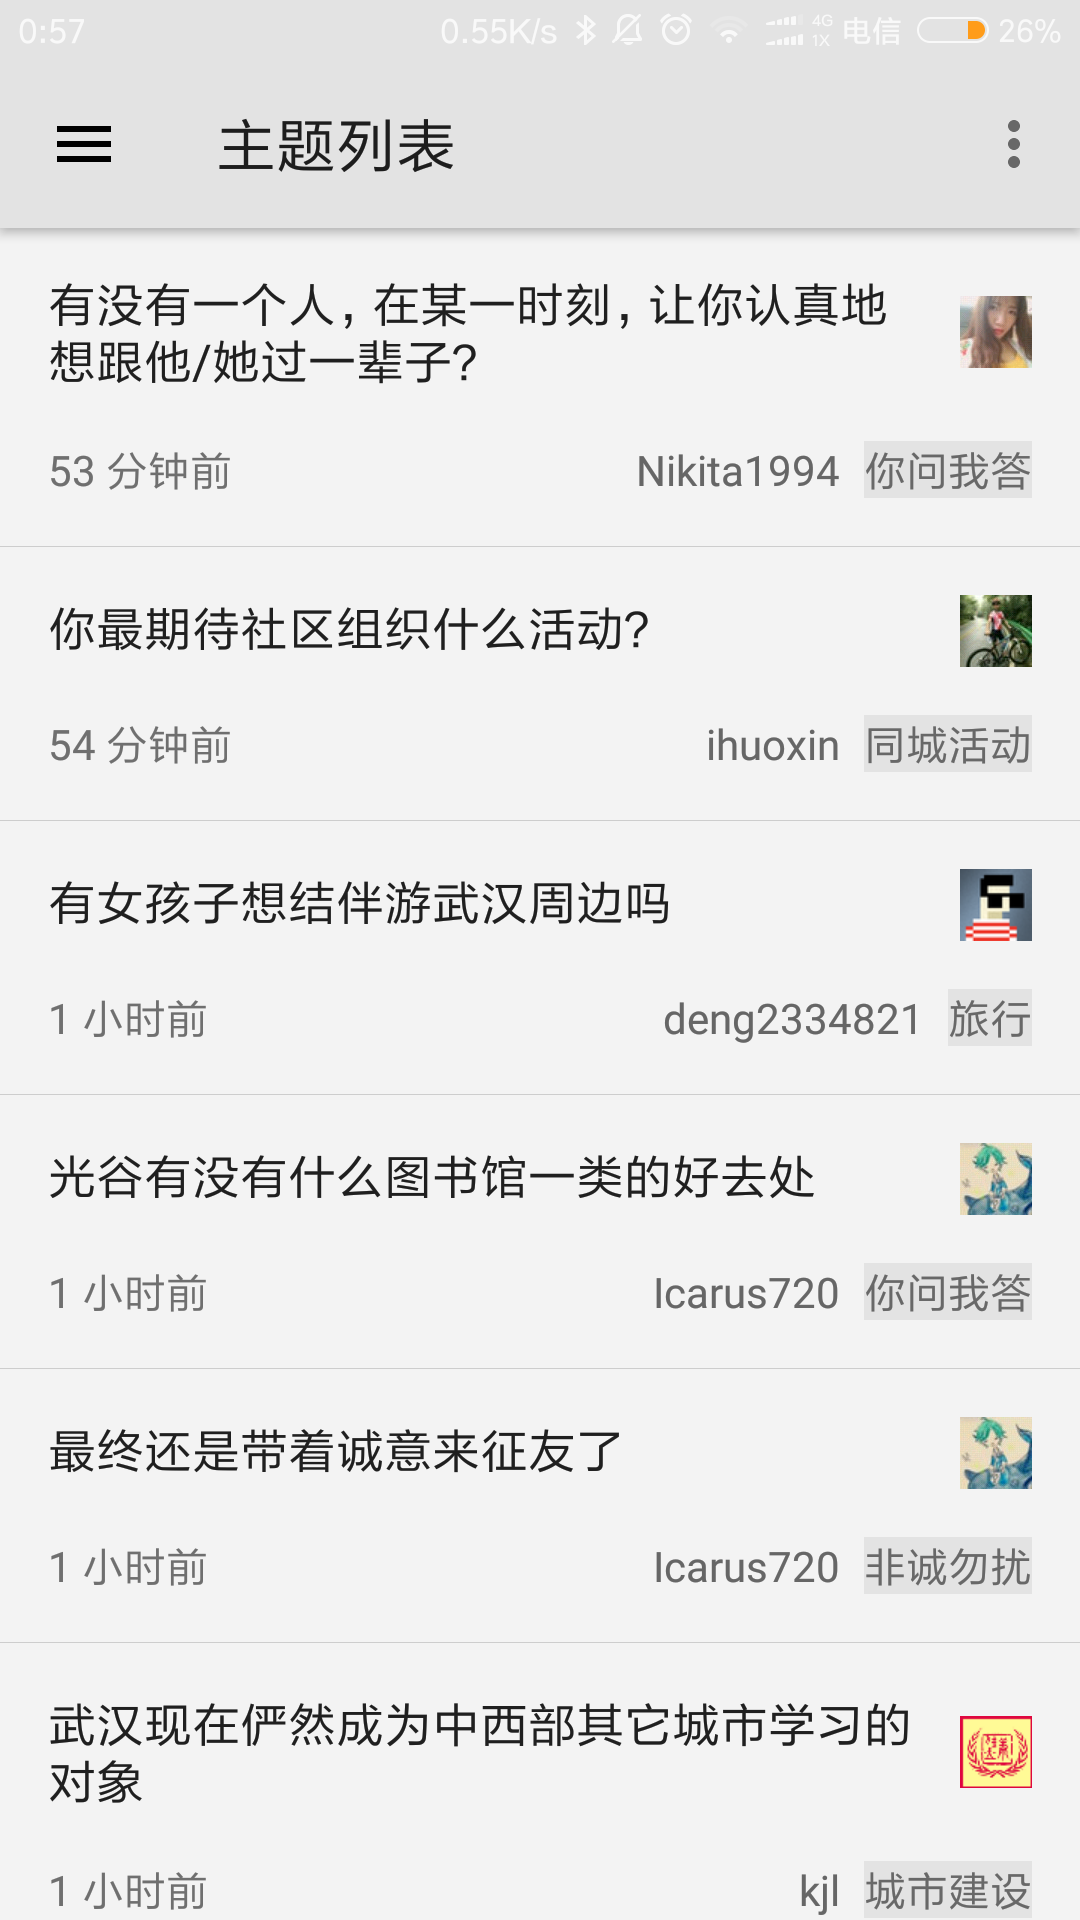 0:57 0.55K/s 4G 1X 电信 26%
主题列表
有没有一个人，在某一时刻，让你认真地
想跟他/她过一辈子？
53 分钟前 Nikita1994 你问我答
你最期待社区组织什么活动？
54 分钟前 ihuoxin 同城活动
有女孩子想结伴游武汉周边吗
1 小时前 deng2334821 旅行
光谷有没有什么图书馆一类的好去处
1 小时前 Icarus720 你问我答
最终还是带着诚意来征友了
1 小时前 Icarus720 非诚勿扰
武汉现在俨然成为中西部其它城市学习的
对象
1 小时前 kjl 城市建设